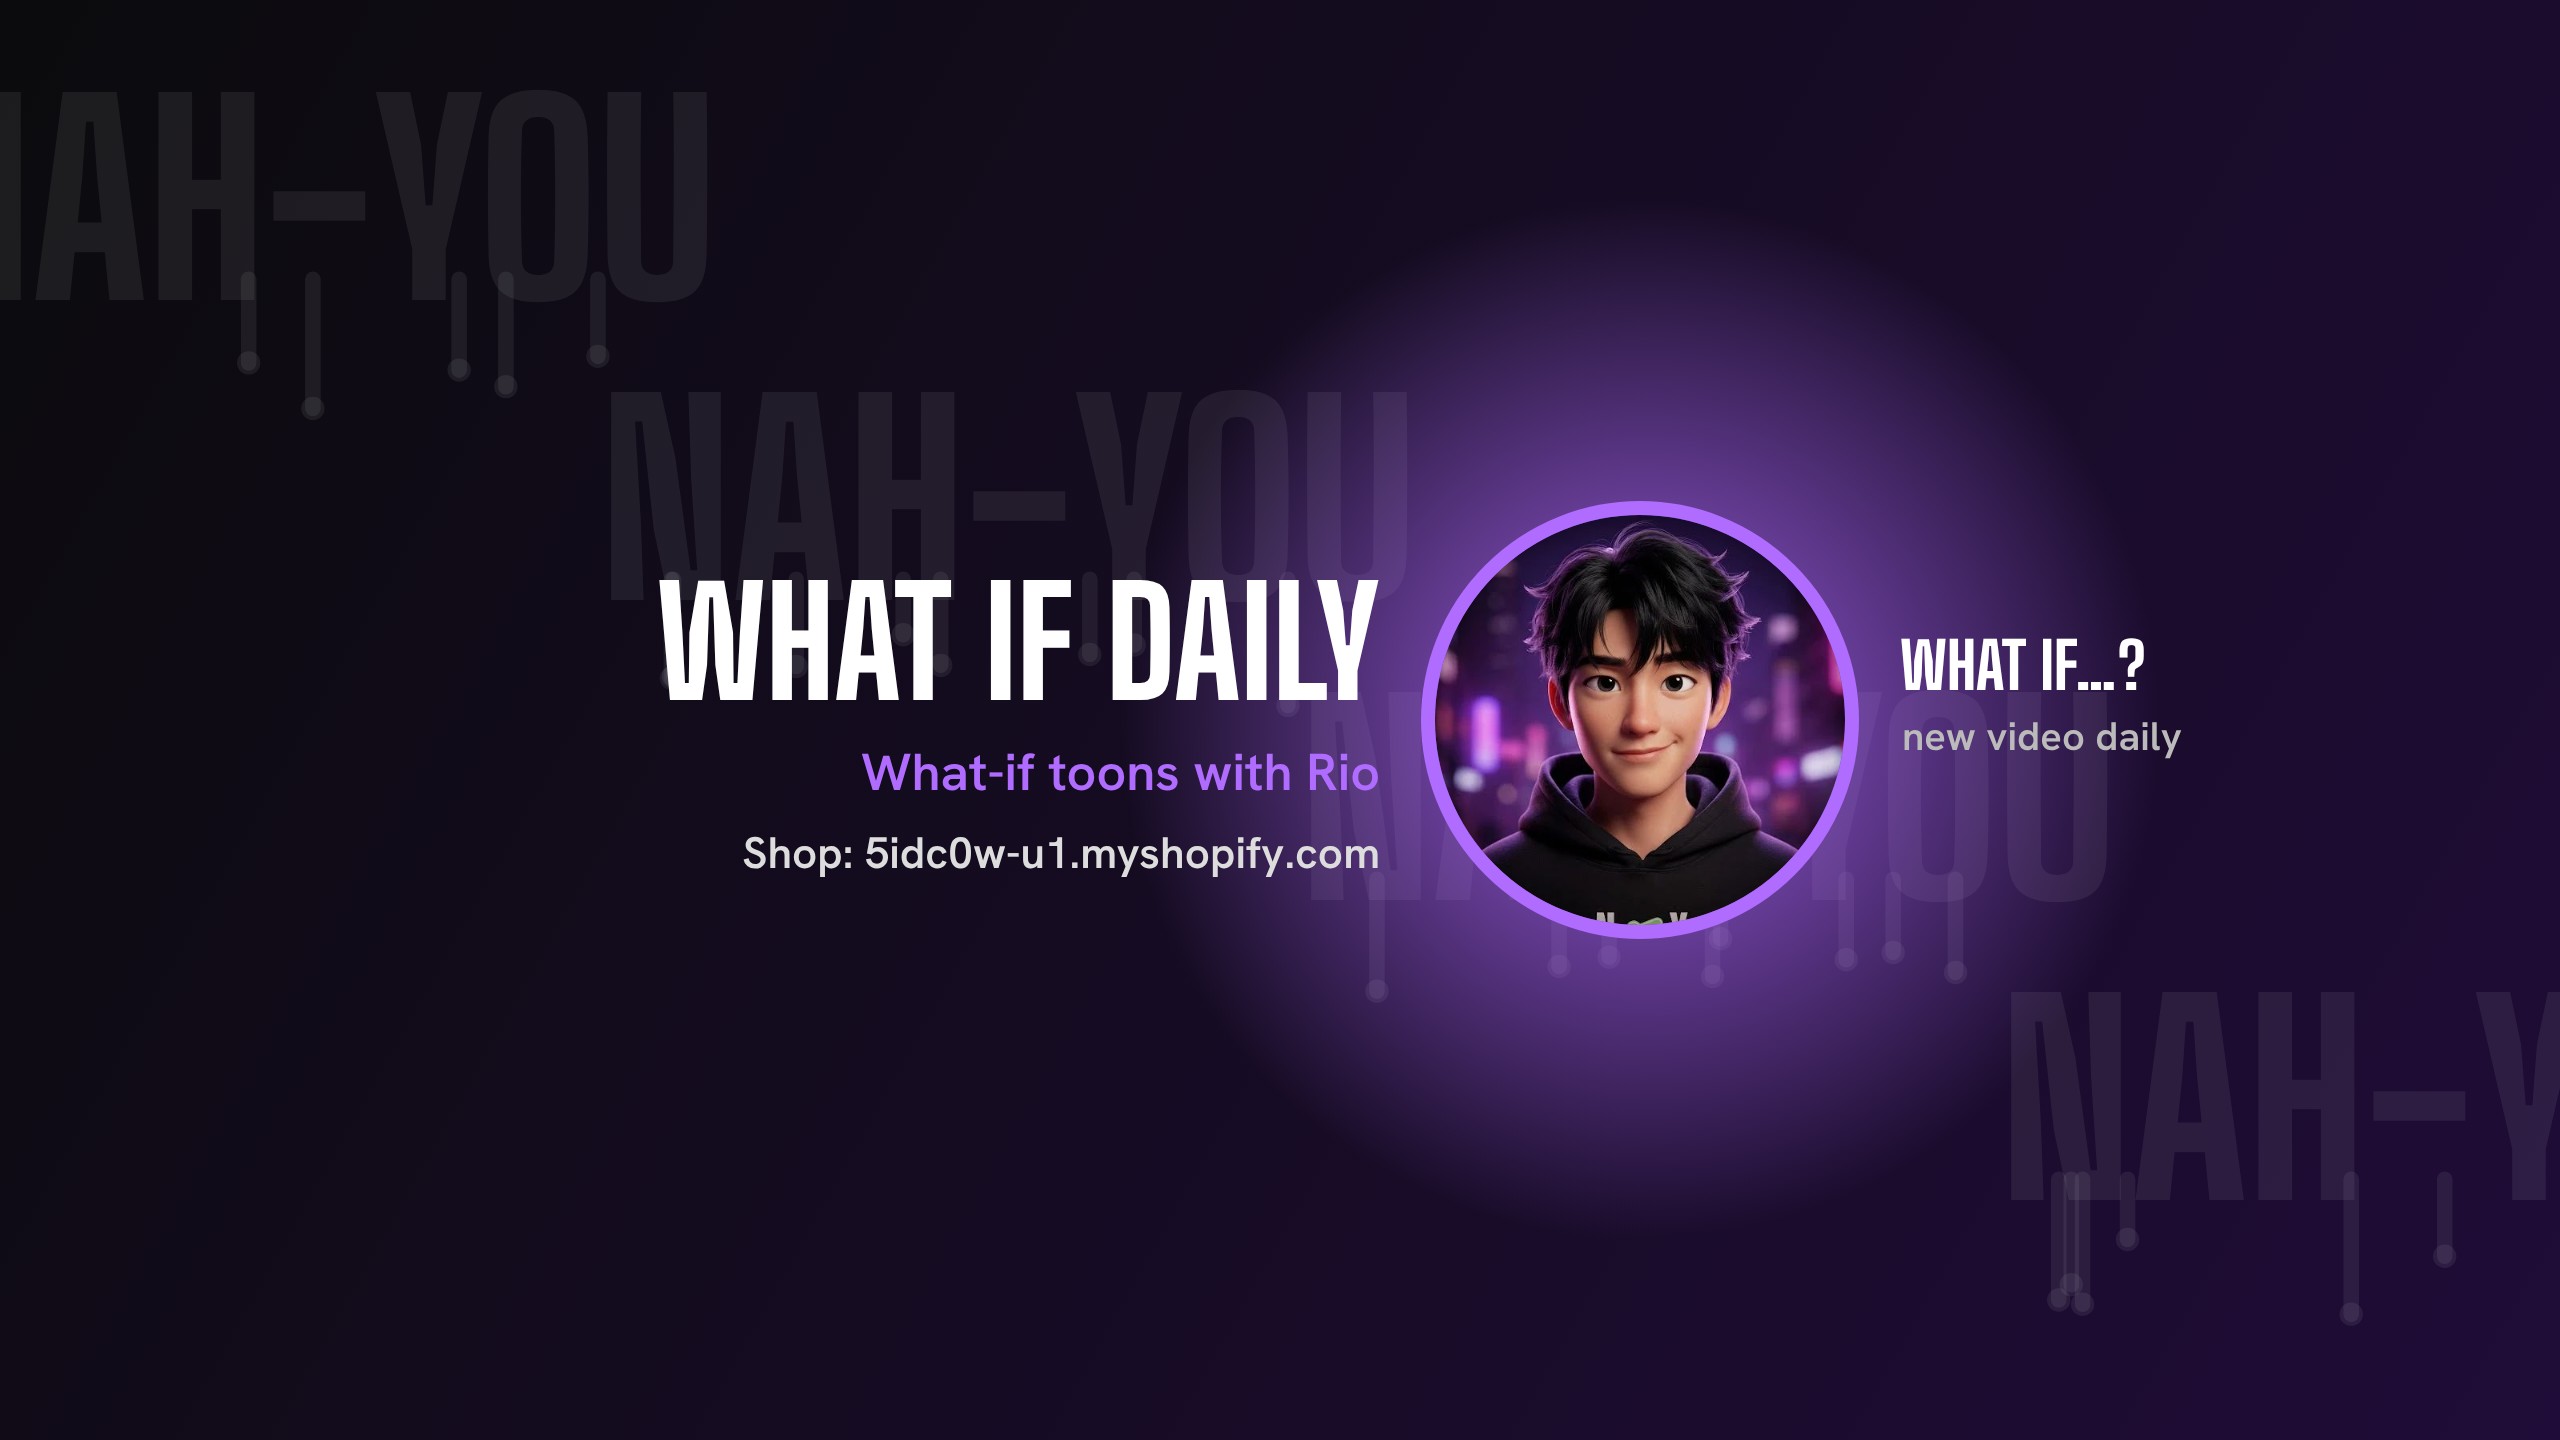 NAH-YOU
NAH-YOU
WHAT IF DAILY
What-if toons with Rio
Shop: 5idc0w-u1.myshopify.com
WHAT IF...?
new video daily
YOU
NAH-Y